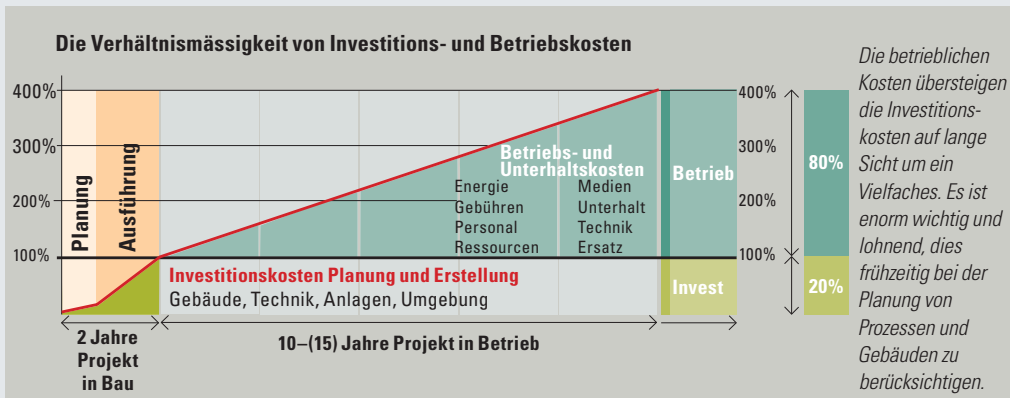 Die Verhältnismässigkeit von Investitions- und Betriebskosten
400%
300%
200%
100%
Planung
Ausführung
Betriebs- und
Unterhaltskosten
Energie
Gebühren
Personal
Ressourcen
Medien
Unterhalt
Technik
Ersatz
Investitionskosten Planung und Erstellung
Gebäude, Technik, Anlagen, Umgebung
Betrieb
Invest
400%
300%
200%
100%
80%
20%
2 Jahre
Projekt
in Bau
10–(15) Jahre Projekt in Betrieb
Die betrieblichen
Kosten übersteigen
die Investitions-
kosten auf lange
Sicht um ein
Vielfaches. Es ist
enorm wichtig und
lohnend, dies
frühzeitig bei der
Planung von
Prozessen und
Gebäuden zu
berücksichtigen.